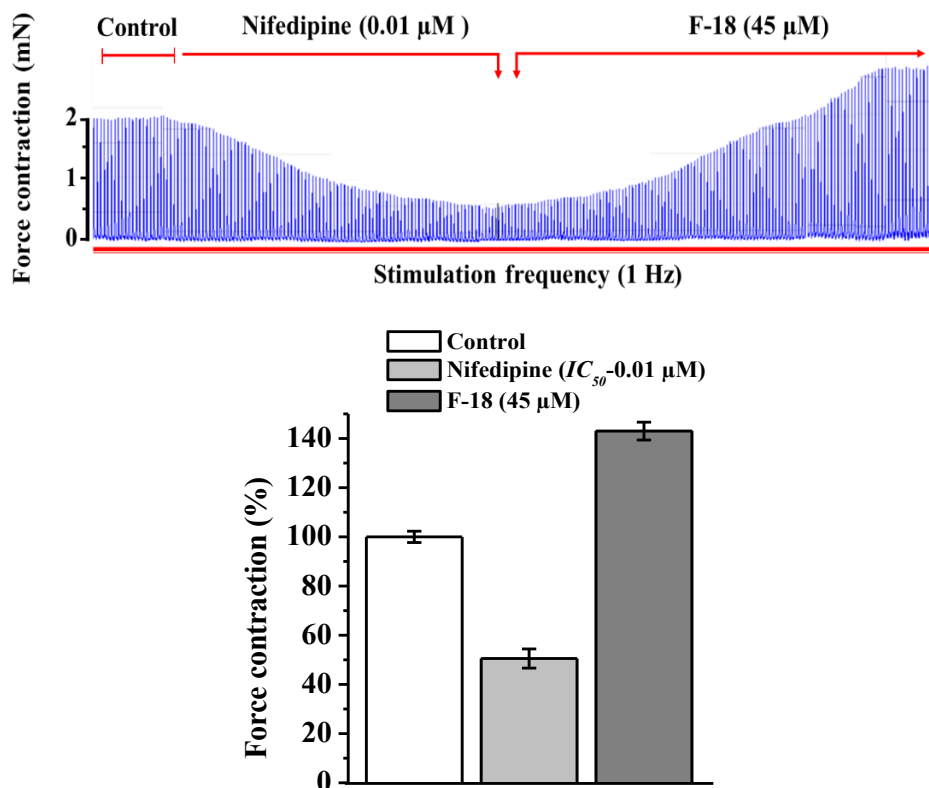 Control
Nifedipine (0.01 μM )
F-18 (45 μM)
Force contraction (mN)
2
1
0
Stimulation frequency (1 Hz)
Control
Nifedipine (IC50-0.01 μM)
F-18 (45 μM)
Force contraction (%)
140
120
100
80
60
40
20
0